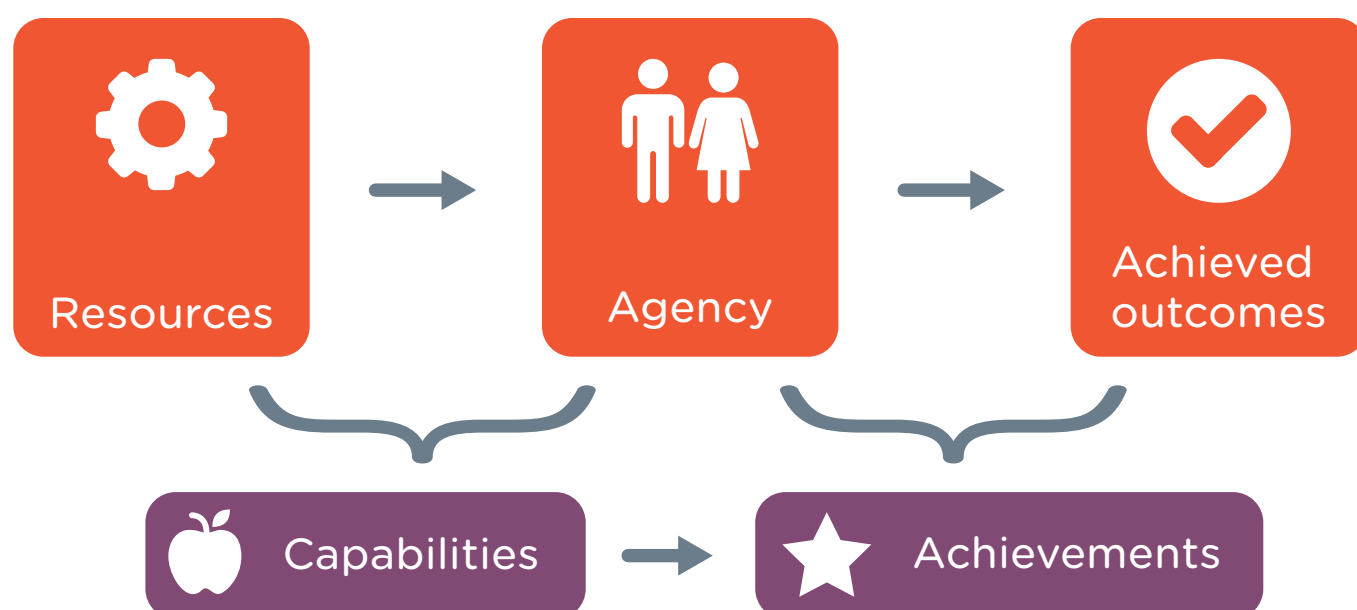 Resources
Agency
Achieved
outcomes
Capabilities
Achievements